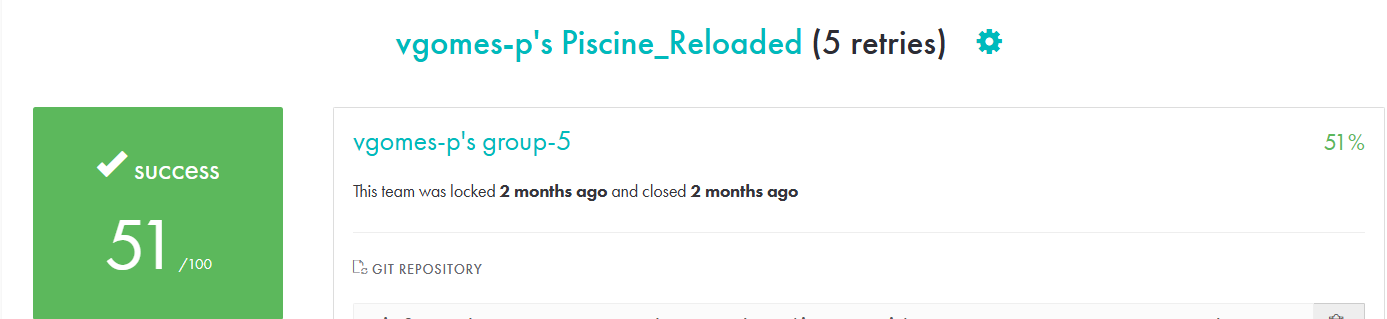 vgomes-p's Piscine_Reloaded (5 retries)
success
51 /100
vgomes-p's group-5
51%
This team was locked 2 months ago and closed 2 months ago
GIT REPOSITORY